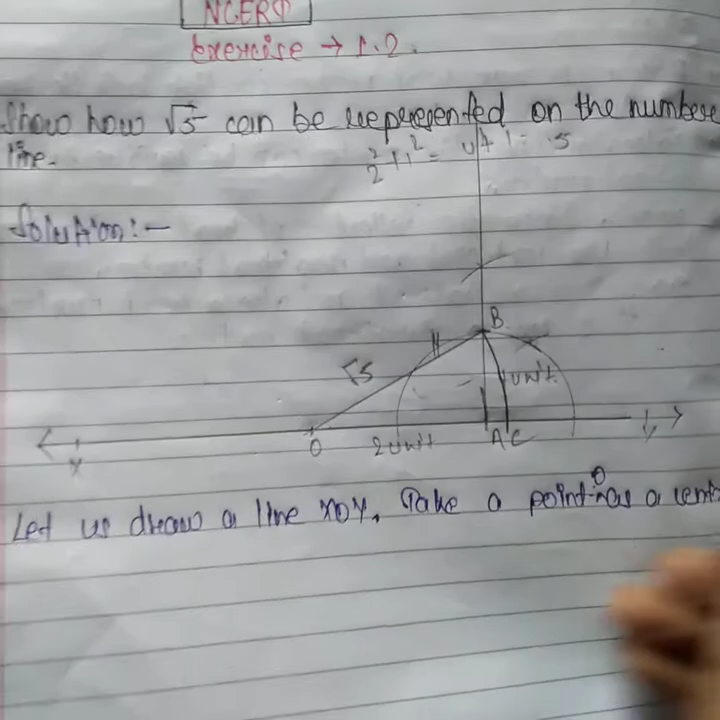 NCERT
Exercise → 1.2.
Show how √5 can be represented on the number
line.
2² + 1² = 4 + 1 = 5
Solution:-
B
√5
1 unit
O
2 unit
A C
X
Y
Let us draw a line XOY, Take a point O as a cent